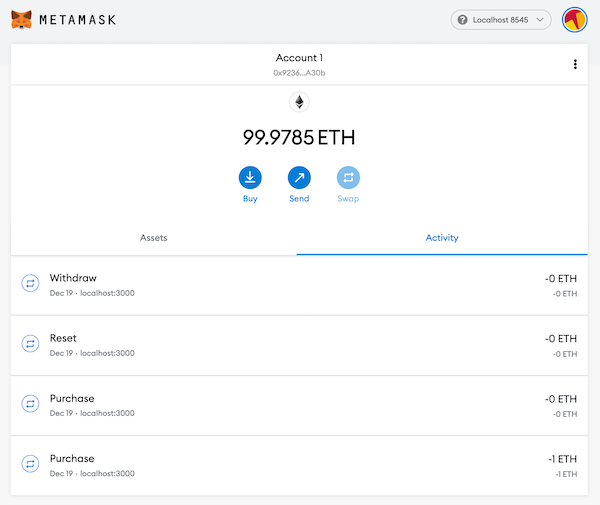 METAMASK
? Localhost 8545
Account 1
0x9236...A30b
99.9785 ETH
Buy Send Swap
Assets Activity
Withdraw -0 ETH
Dec 19 · localhost:3000 -0 ETH
Reset -0 ETH
Dec 19 · localhost:3000 -0 ETH
Purchase -0 ETH
Dec 19 · localhost:3000 -0 ETH
Purchase -1 ETH
Dec 19 · localhost:3000 -1 ETH